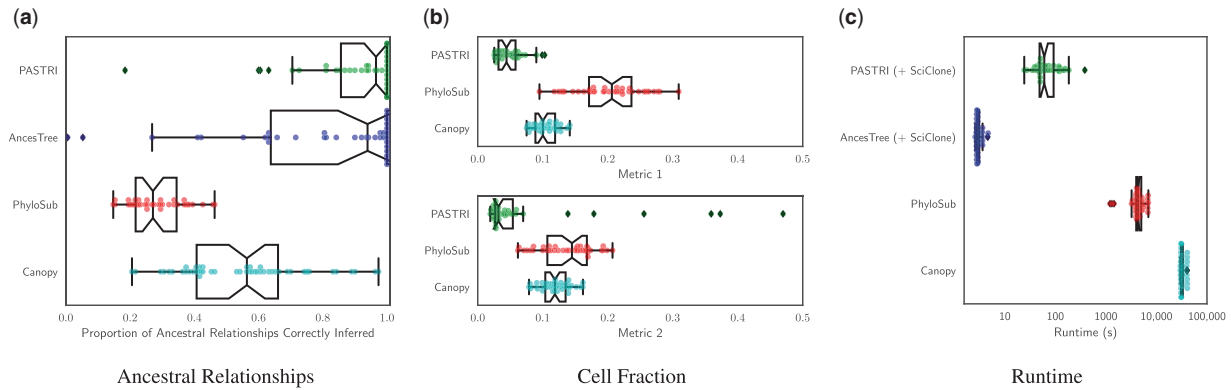 (a)
PASTRI
AncesTree
PhyloSub
Canopy
0.0 0.2 0.4 0.6 0.8 1.0
Proportion of Ancestral Relationships Correctly Inferred
Ancestral Relationships
(b)
PASTRI
PhyloSub
Canopy
0.0 0.1 0.2 0.3 0.4 0.5
Metric 1
PASTRI
PhyloSub
Canopy
0.0 0.1 0.2 0.3 0.4 0.5
Metric 2
Cell Fraction
(c)
PASTRI (+ SciClone)
AncesTree (+ SciClone)
PhyloSub
Canopy
10 100 1000 10,000 100,000
Runtime (s)
Runtime